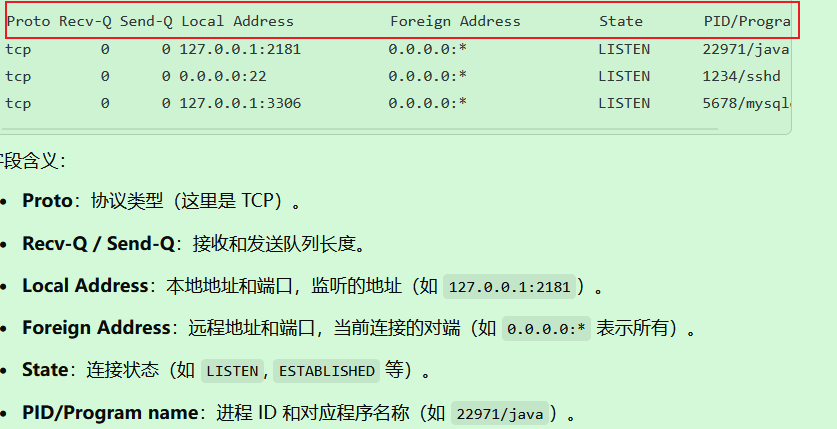 Proto Recv-Q Send-Q Local Address Foreign Address State PID/Progra
tcp 0 0 127.0.0.1:2181 0.0.0.0:* LISTEN 22971/java
tcp 0 0 0.0.0.0:22 0.0.0.0:* LISTEN 1234/sshd
tcp 0 0 127.0.0.1:3306 0.0.0.0:* LISTEN 5678/mysql
字段含义：
• Proto：协议类型（这里是 TCP）。
• Recv-Q / Send-Q：接收和发送队列长度。
• Local Address：本地地址和端口，监听的地址（如 127.0.0.1:2181）。
• Foreign Address：远程地址和端口，当前连接的对端（如 0.0.0.0:* 表示所有）。
• State：连接状态（如 LISTEN, ESTABLISHED 等）。
• PID/Program name：进程 ID 和对应程序名称（如 22971/java）。